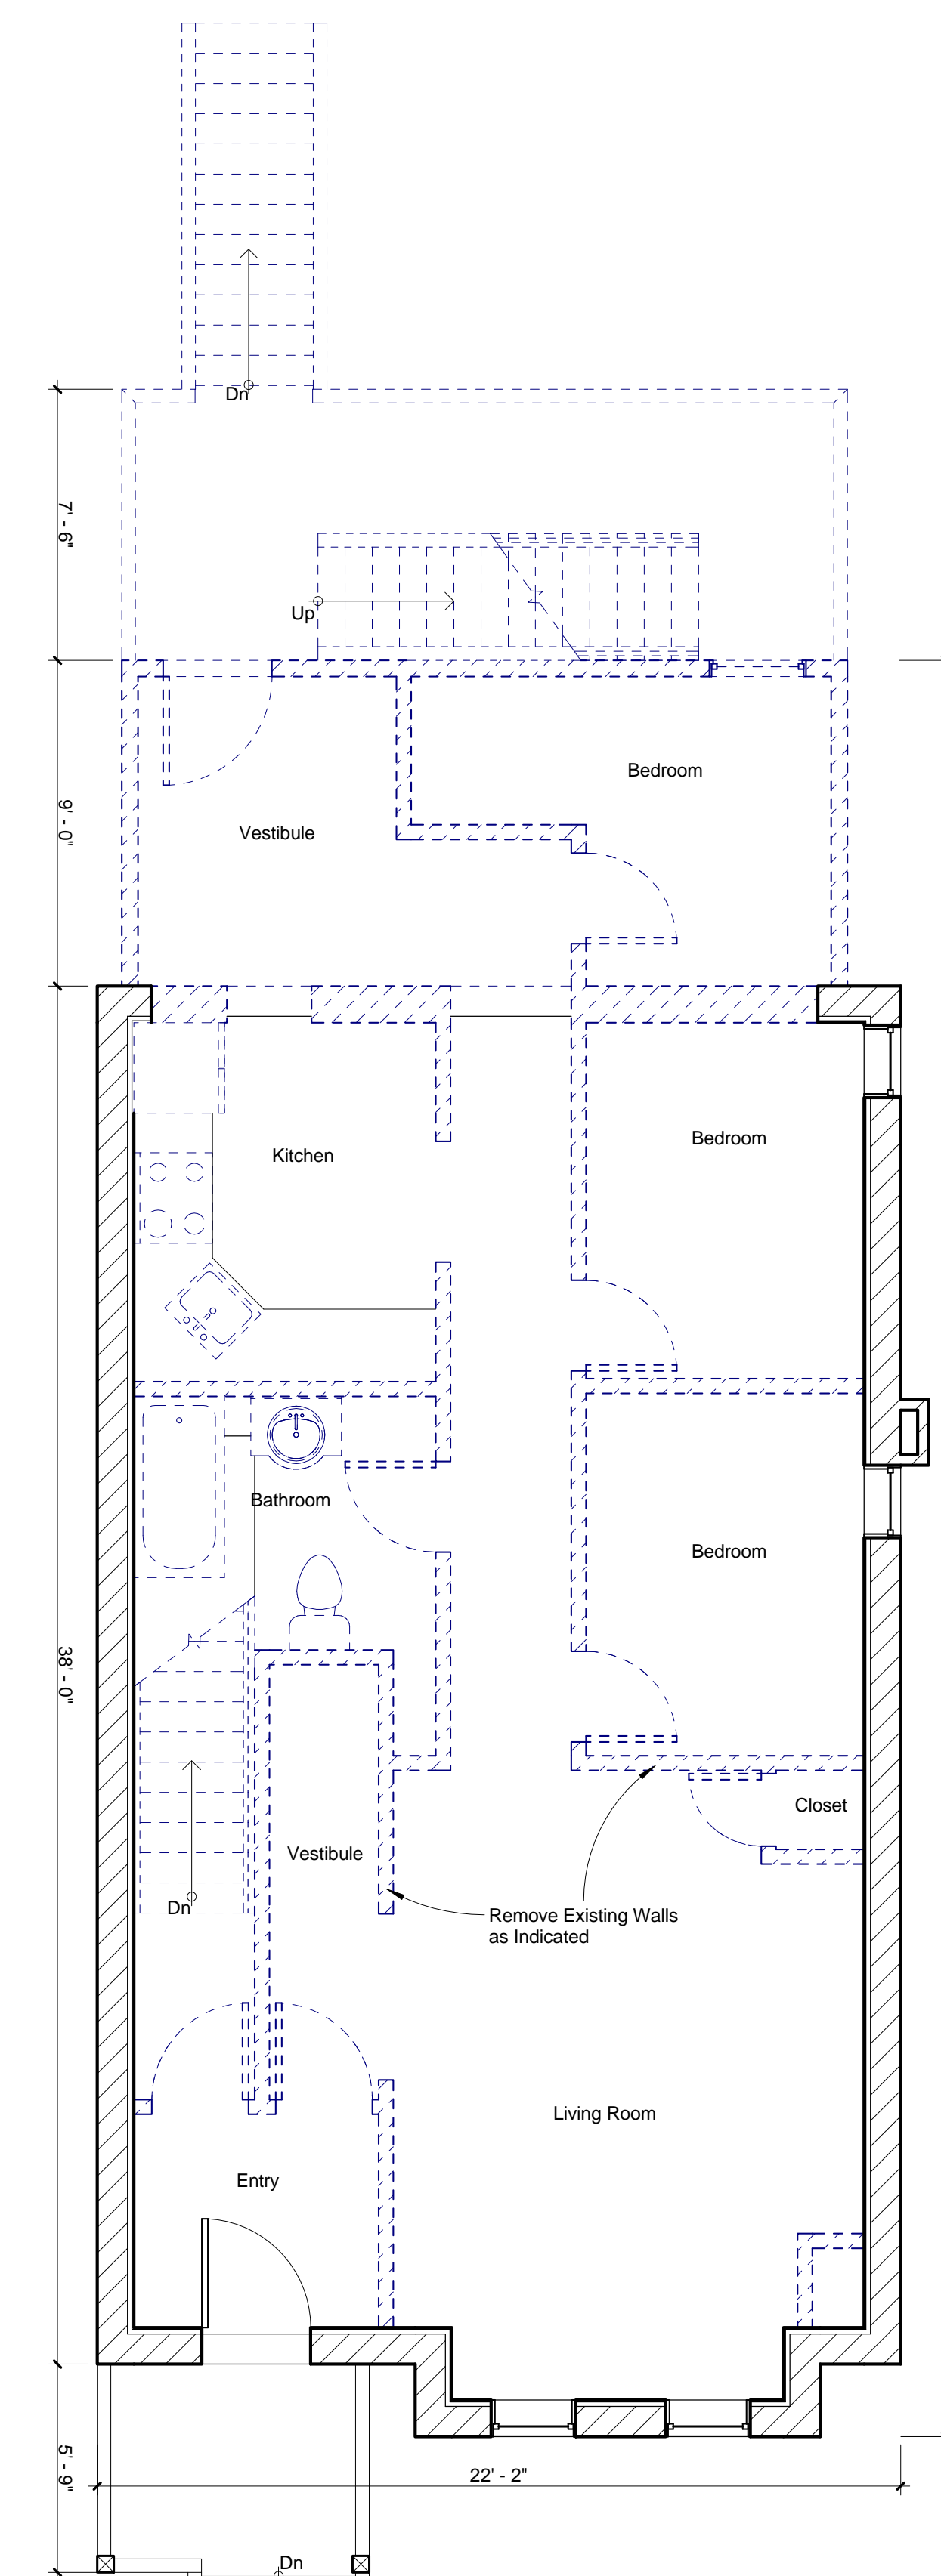 Dn
7' - 6"
Up
Bedroom
Vestibule
9' - 0"
Bedroom
Kitchen
Bathroom
Bedroom
38' - 0"
Closet
Vestibule
Dn
Remove Existing Walls
as Indicated
Living Room
Entry
5' - 9"
22' - 2"
Dn